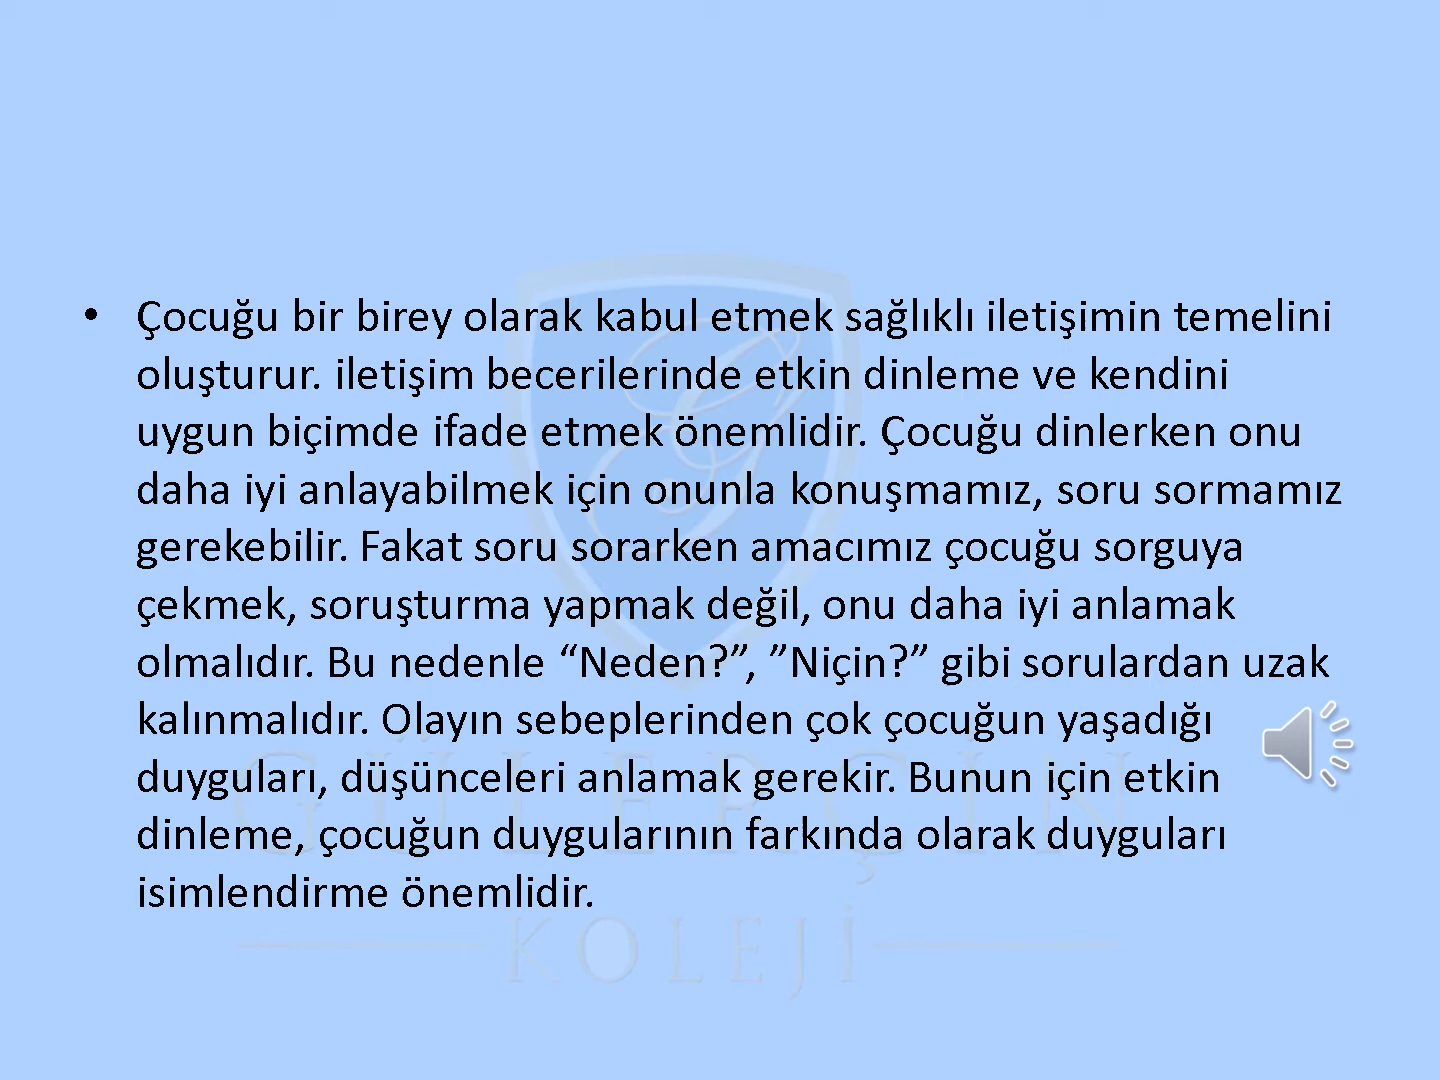 • Çocuğu bir birey olarak kabul etmek sağlıklı iletişimin temelini
oluşturur. iletişim becerilerinde etkin dinleme ve kendini
uygun biçimde ifade etmek önemlidir. Çocuğu dinlerken onu
daha iyi anlayabilmek için onunla konuşmamız, soru sormamız
gerekebilir. Fakat soru sorarken amacımız çocuğu sorguya
çekmek, soruşturma yapmak değil, onu daha iyi anlamak
olmalıdır. Bu nedenle “Neden?”, ”Niçin?” gibi sorulardan uzak
kalınmalıdır. Olayın sebeplerinden çok çocuğun yaşadığı
duyguları, düşünceleri anlamak gerekir. Bunun için etkin
dinleme, çocuğun duygularının farkında olarak duyguları
isimlendirme önemlidir.
KOLEJİ